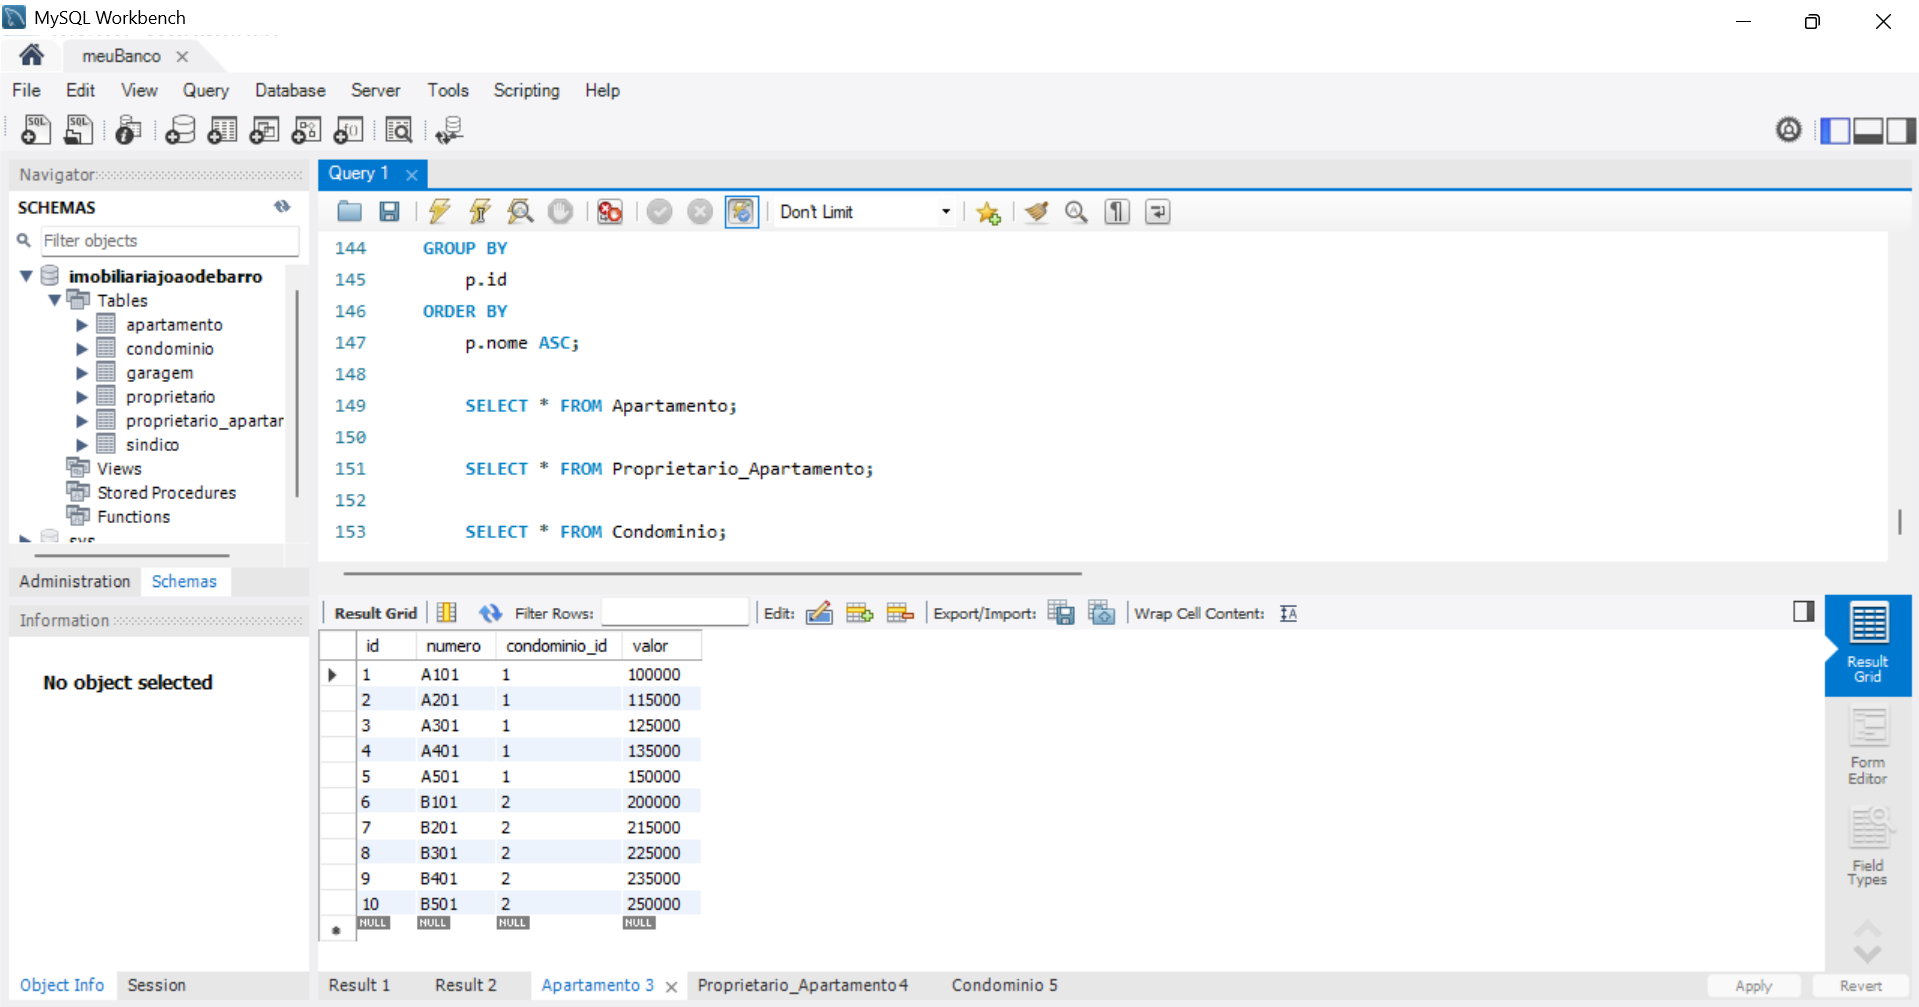 MySQL Workbench
meuBanco
File Edit View Query Database Server Tools Scripting Help
Navigator
SCHEMAS
Filter objects
imobiliariajoaodebarro
Tables
apartamento
condominio
garagem
proprietario
proprietario_apartar
sindico
Views
Stored Procedures
Functions
sys
Administration Schemas
Information
No object selected
Object Info Session
Query 1
Don't Limit
144 GROUP BY
145 p.id
146 ORDER BY
147 p.nome ASC;
148
149 SELECT * FROM Apartamento;
150
151 SELECT * FROM Proprietario_Apartamento;
152
153 SELECT * FROM Condominio;
Result Grid Filter Rows: Edit: Export/Import: Wrap Cell Content:
id numero condominio_id valor
1 A101 1 100000
2 A201 1 115000
3 A301 1 125000
4 A401 1 135000
5 A501 1 150000
6 B101 2 200000
7 B201 2 215000
8 B301 2 225000
9 B401 2 235000
10 B501 2 250000
NULL NULL NULL NULL
Result Grid
Form Editor
Field Types
Result 1 Result 2 Apartamento 3 Proprietario_Apartamento4 Condominio 5
Apply Revert